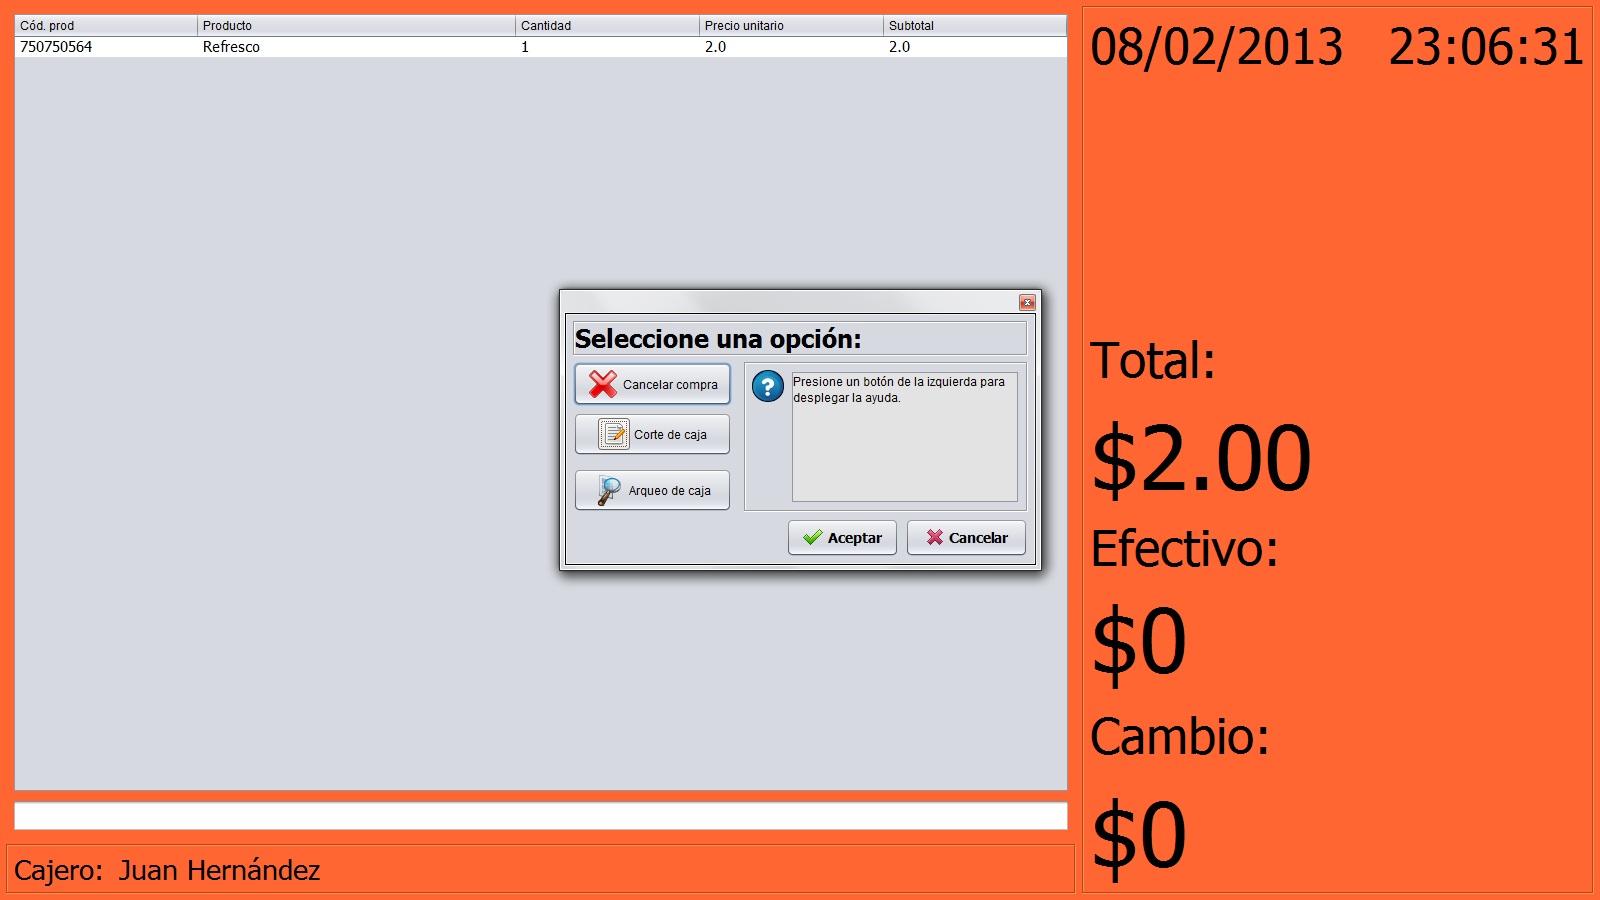 Cód. prod Producto Cantidad Precio unitario Subtotal
750750564 Refresco 1 2.0 2.0
08/02/2013 23:06:31
Seleccione una opción:
Cancelar compra
Corte de caja
Arqueo de caja
Presione un botón de la izquierda para
desplegar la ayuda.
Aceptar Cancelar
Total:
$2.00
Efectivo:
$0
Cambio:
$0
Cajero: Juan Hernández